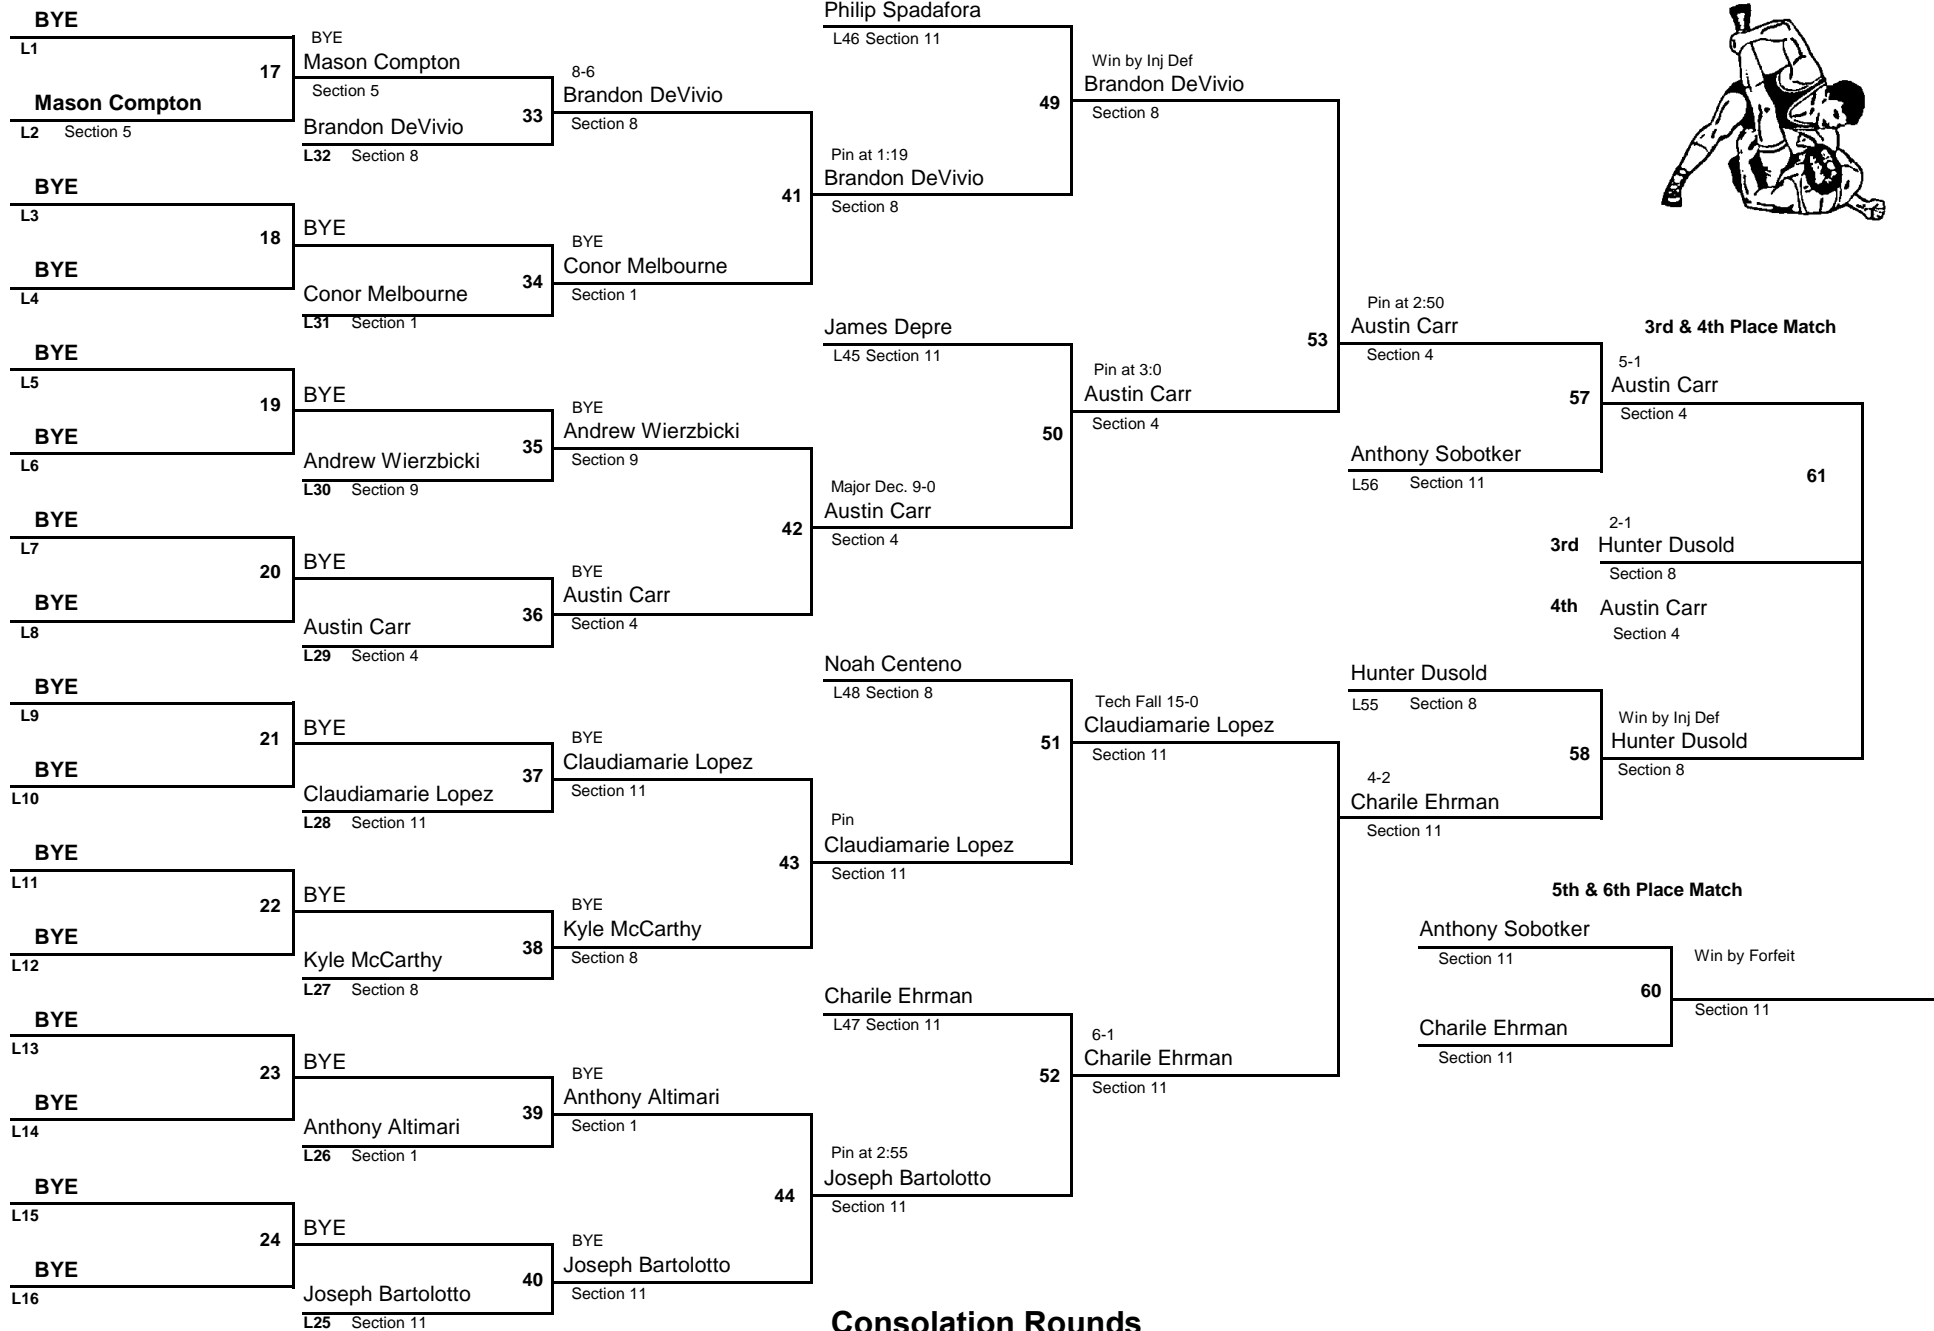 BYE
L1
17
Mason Compton
L2 Section 5
BYE
L3
18
BYE
L4
BYE
L5
19
BYE
L6
BYE
L7
20
BYE
L8
BYE
L9
21
BYE
L10
BYE
L11
22
BYE
L12
BYE
L13
23
BYE
L14
BYE
L15
24
BYE
L16
BYE
Mason Compton
Section 5
33
Brandon DeVivio
L32 Section 8
BYE
34
Conor Melbourne
L31 Section 1
BYE
35
Andrew Wierzbicki
L30 Section 9
BYE
36
Austin Carr
L29 Section 4
BYE
37
Claudiamarie Lopez
L28 Section 11
BYE
38
Kyle McCarthy
L27 Section 8
BYE
39
Anthony Altimari
L26 Section 1
BYE
40
Joseph Bartolotto
L25 Section 11
8-6
Brandon DeVivio
Section 8
41
BYE
Conor Melbourne
Section 1
BYE
Andrew Wierzbicki
Section 9
42
BYE
Austin Carr
Section 4
BYE
Claudiamarie Lopez
Section 11
43
BYE
Kyle McCarthy
Section 8
BYE
Anthony Altimari
Section 1
44
BYE
Joseph Bartolotto
Section 11
Philip Spadafora
L46 Section 11
49
Pin at 1:19
Brandon DeVivio
Section 8
James Depre
L45 Section 11
50
Major Dec. 9-0
Austin Carr
Section 4
Noah Centeno
L48 Section 8
51
Pin
Claudiamarie Lopez
Section 11
Charile Ehrman
L47 Section 11
52
Pin at 2:55
Joseph Bartolotto
Section 11
Win by Inj Def
Brandon DeVivio
Section 8
53
Pin at 3:0
Austin Carr
Section 4
Tech Fall 15-0
Claudiamarie Lopez
Section 11
6-1
Charile Ehrman
Section 11
Pin at 2:50
Austin Carr
Section 4
57
Anthony Sobotker
L56 Section 11
Hunter Dusold
L55 Section 8
58
4-2
Charile Ehrman
Section 11
3rd & 4th Place Match
5-1
Austin Carr
Section 4
61
2-1
3rd Hunter Dusold
Section 8
4th Austin Carr
Section 4
Win by Inj Def
Hunter Dusold
Section 8
5th & 6th Place Match
Anthony Sobotker
Section 11
60
Charile Ehrman
Section 11
Win by Forfeit
Section 11
Consolation Rounds